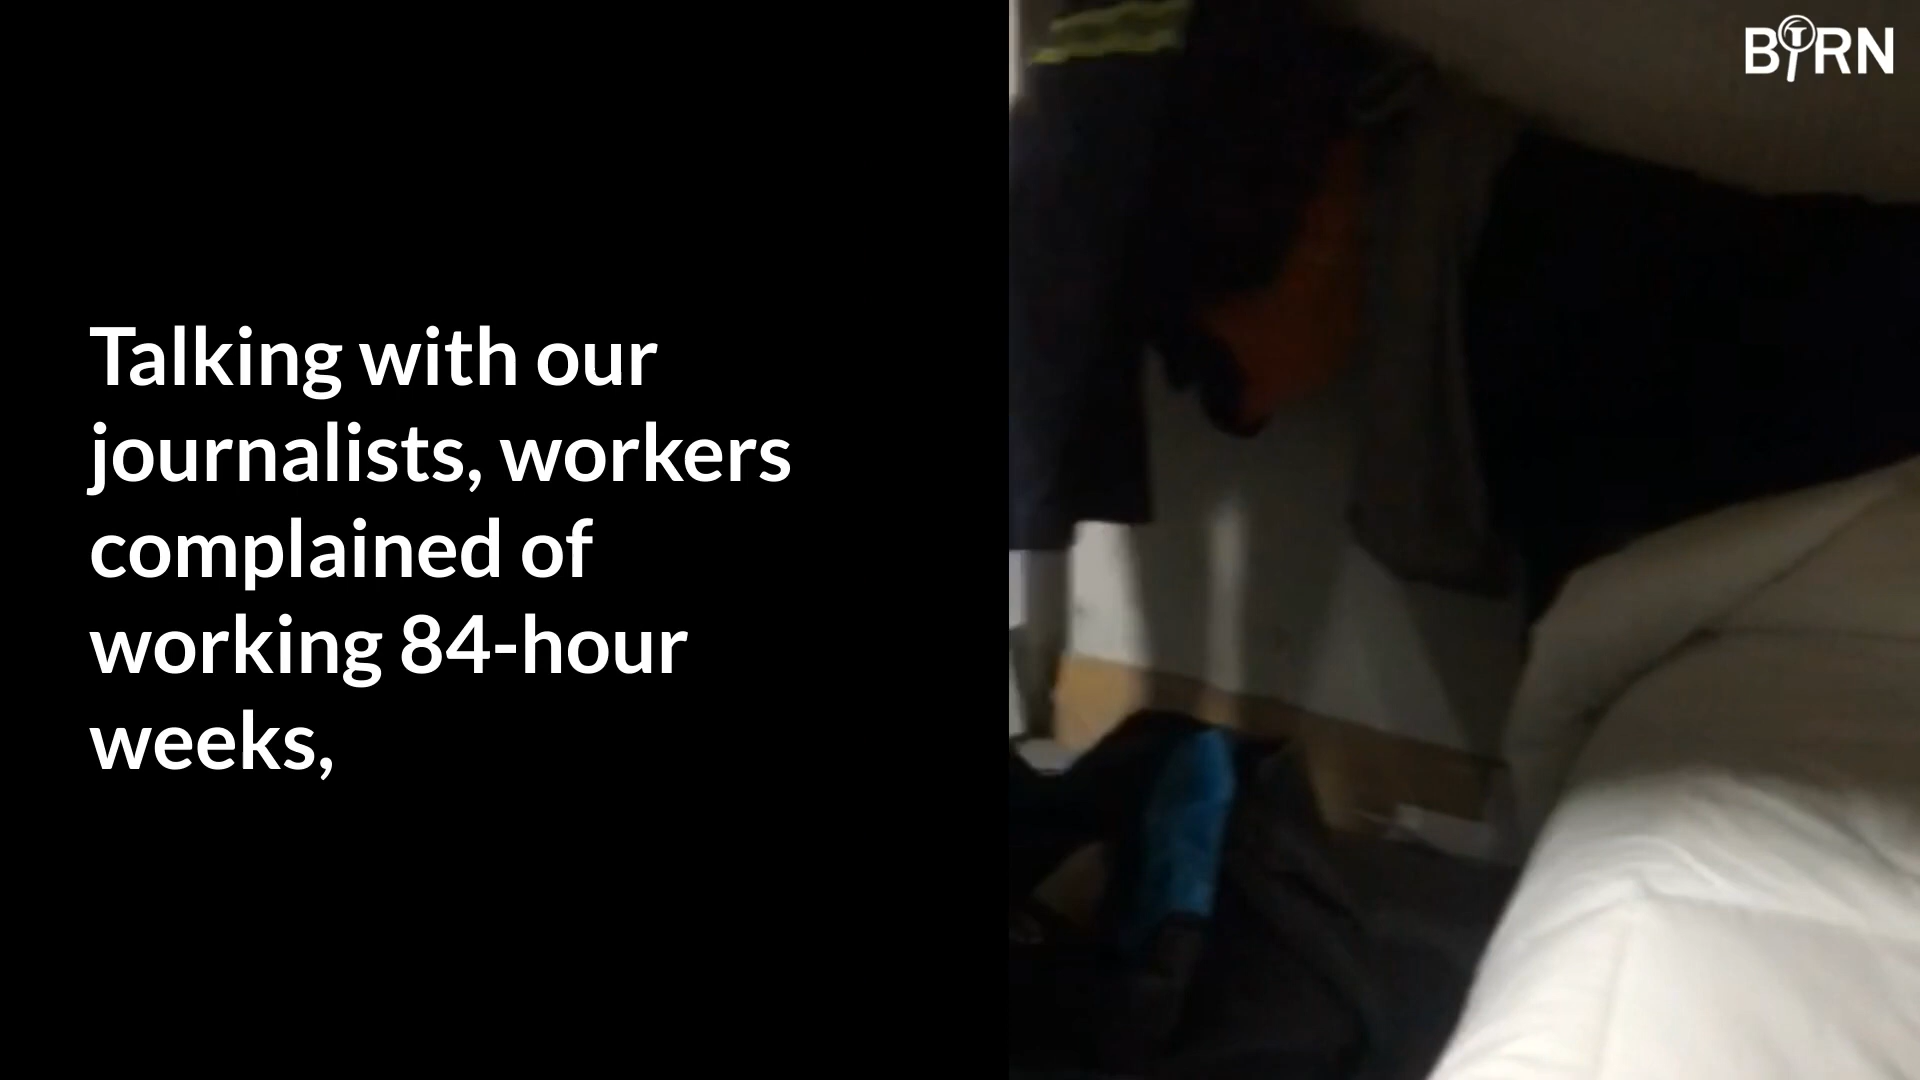 BIRN
Talking with our
journalists, workers
complained of
working 84-hour
weeks,